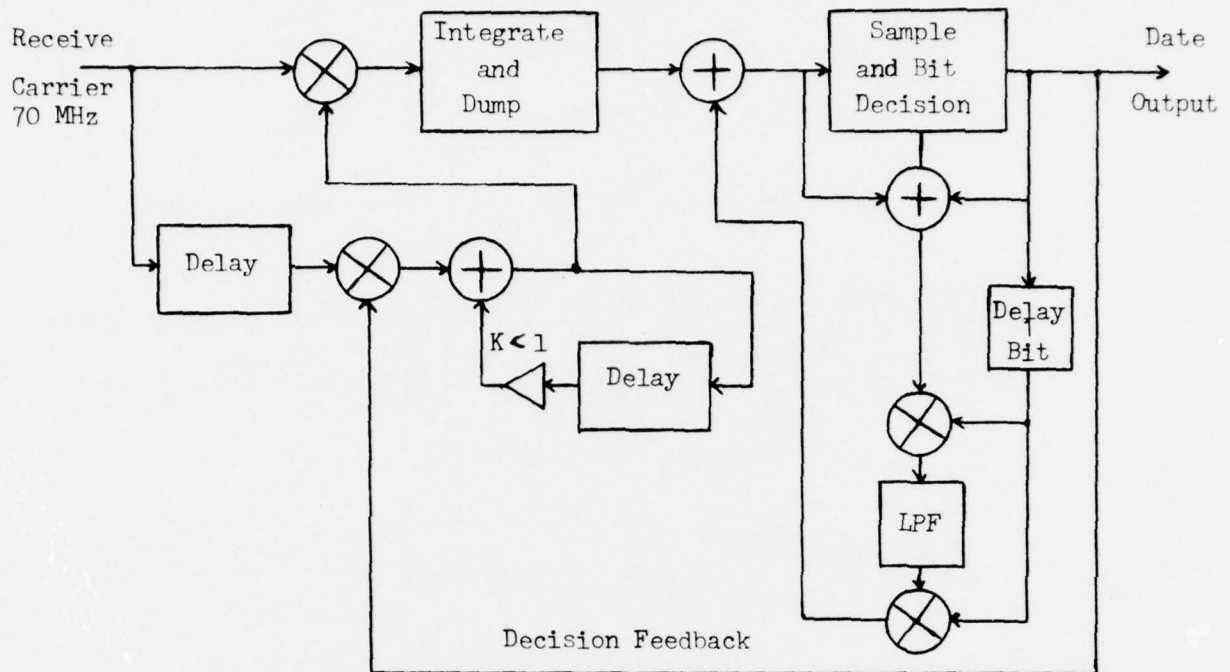 Receive
Carrier
70 MHz
Integrate
and
Dump
Sample
and Bit
Decision
Date
Output
Delay
K < 1
Delay
Delay
1
Bit
LPF
Decision Feedback